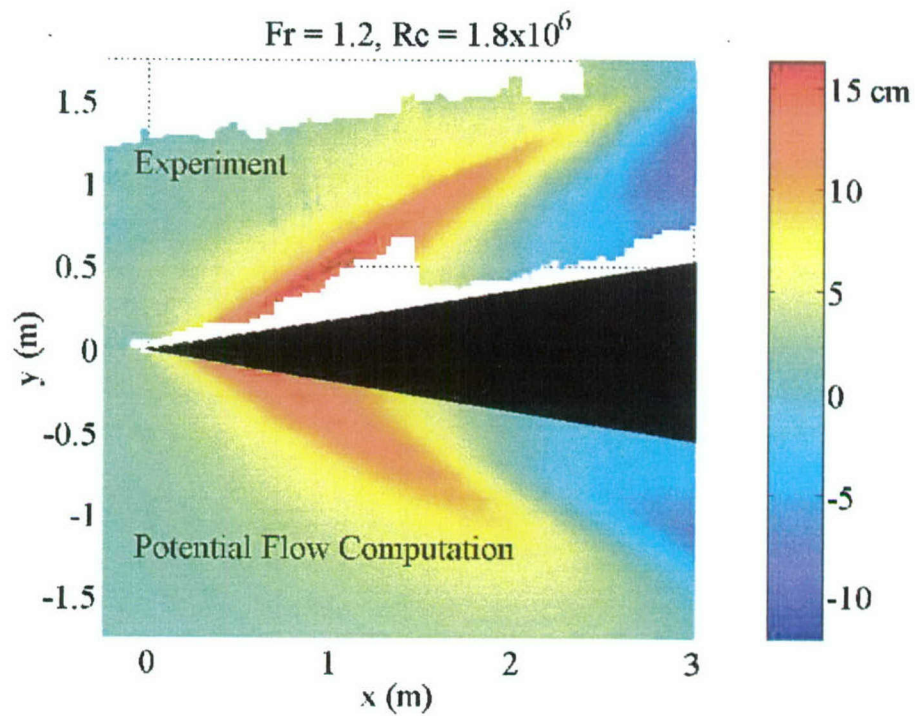 Fr = 1.2, Re = 1.8x10^6
Experiment
Potential Flow Computation
1.5
1
0.5
0
-0.5
-1
-1.5
y (m)
0
1
2
3
x (m)
15 cm
10
5
0
-5
-10